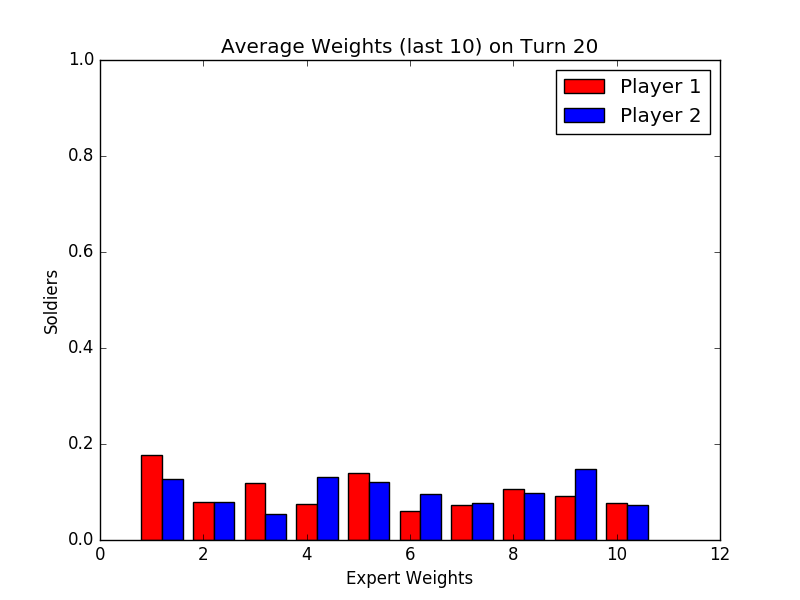 Average Weights (last 10) on Turn 20
Player 1
Player 2
1.0
0.8
0.6
0.4
0.2
0.0
Soldiers
0 2 4 6 8 10 12
Expert Weights